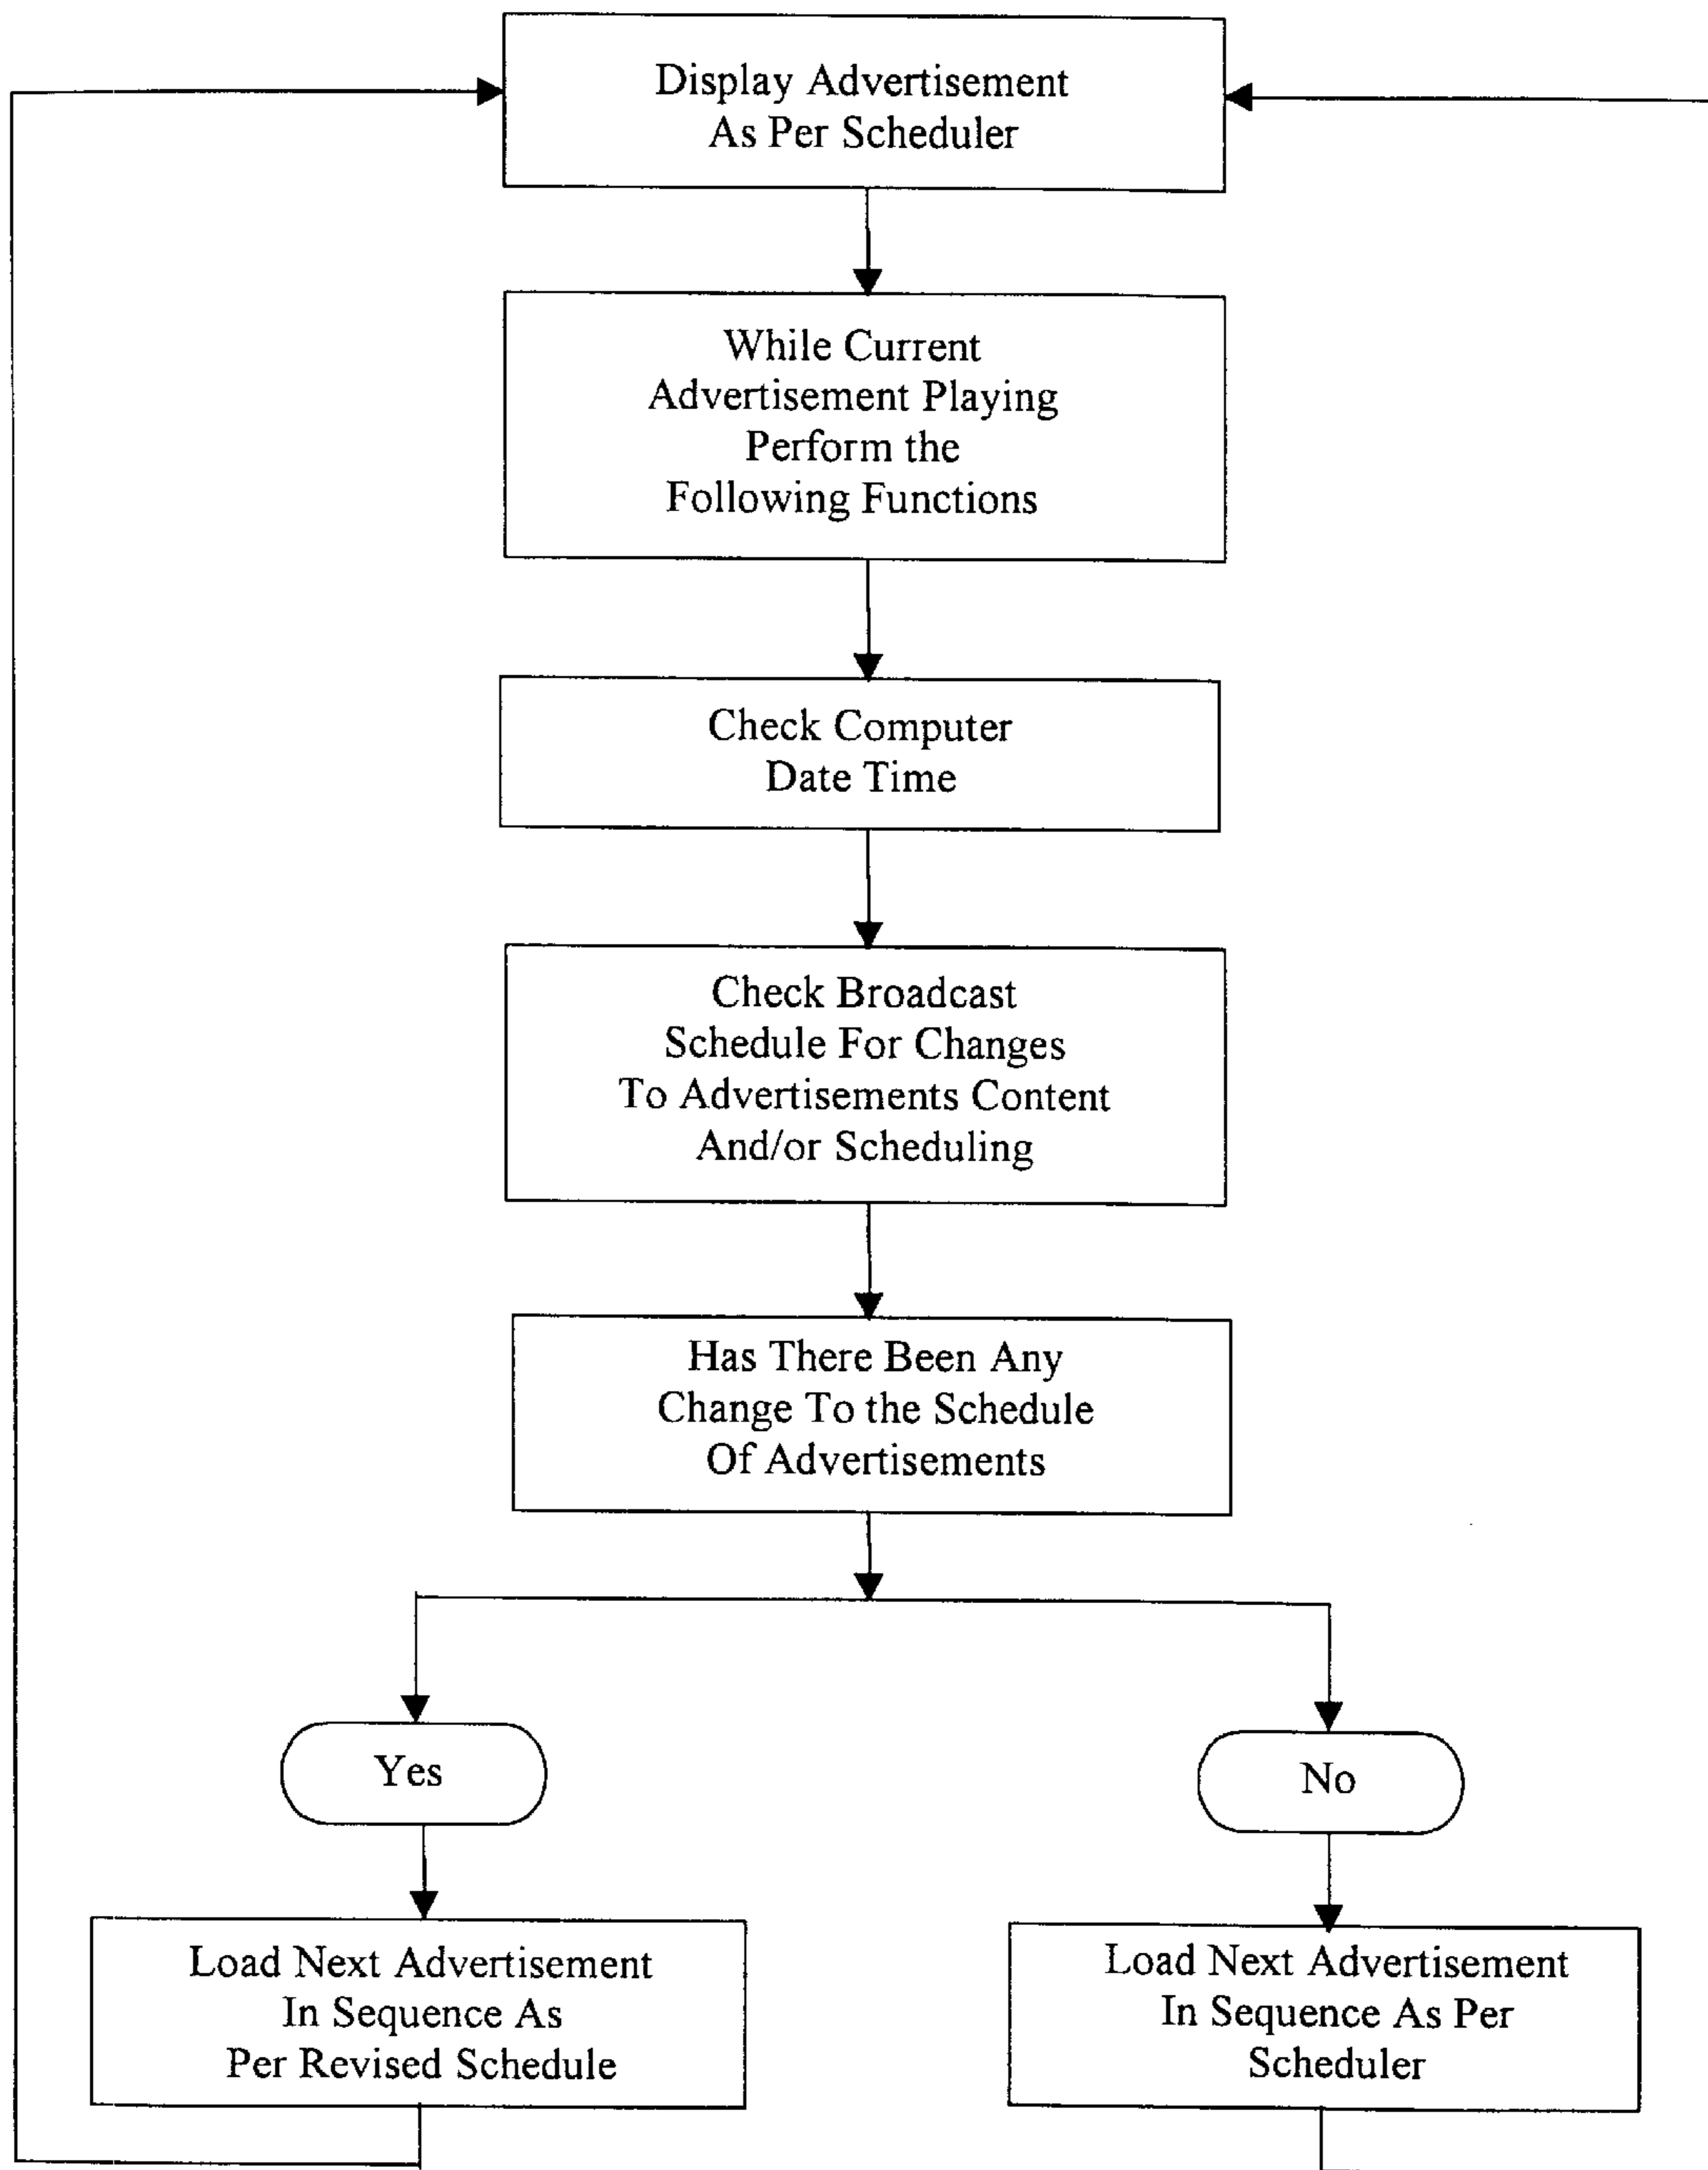 Display Advertisement
As Per Scheduler
While Current
Advertisement Playing
Perform the
Following Functions
Check Computer
Date Time
Check Broadcast
Schedule For Changes
To Advertisements Content
And/or Scheduling
Has There Been Any
Change To the Schedule
Of Advertisements
Yes
No
Load Next Advertisement
In Sequence As
Per Revised Schedule
Load Next Advertisement
In Sequence As Per
Scheduler